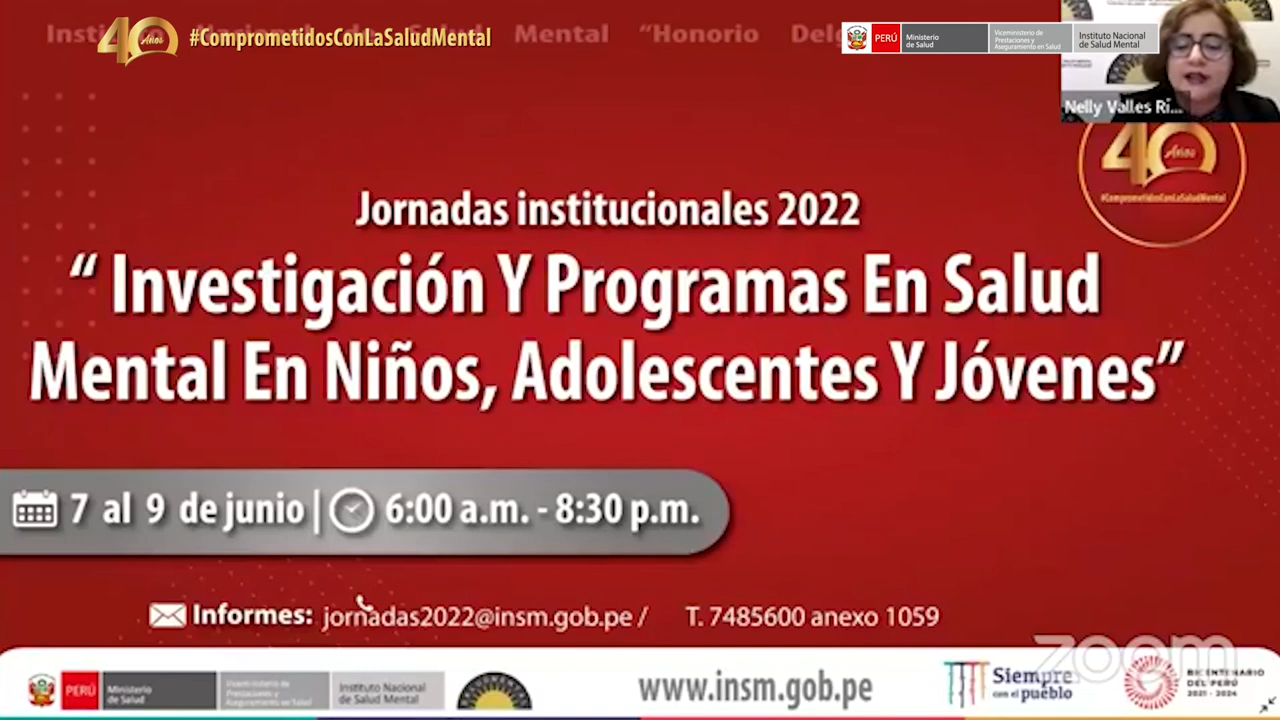 Mental "Honorio
40 Años #ComprometidosConLaSaludMental
PERÚ Ministerio de Salud
Viceministerio de Prestaciones y Aseguramiento en Salud
Instituto Nacional de Salud Mental
Nelly Valles Rí...
40 Años
#ComprometidosConLaSaludMental
Jornadas institucionales 2022
“ Investigación Y Programas En Salud
Mental En Niños, Adolescentes Y Jóvenes”
7 al 9 de junio | 6:00 a.m. - 8:30 p.m.
Informes: jornadas2022@insm.gob.pe / T. 7485600 anexo 1059
PERÚ Ministerio de Salud
Viceministerio de Prestaciones y Aseguramiento en Salud
Instituto Nacional de Salud Mental
www.insm.gob.pe
Siempre
con el pueblo
BICENTENARIO
DEL PERÚ
2021 - 2024
zoom